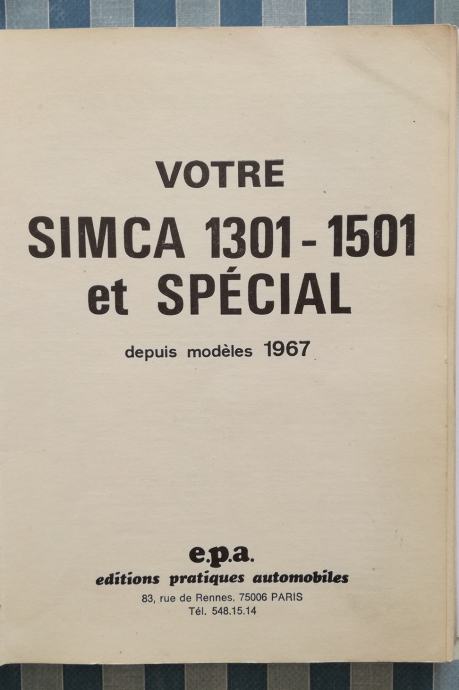 VOTRE
SIMCA 1301 - 1501
et SPÉCIAL
depuis modèles 1967
e.p.a.
editions pratiques automobiles
83, rue de Rennes. 75006 PARIS
Tél. 548.15.14